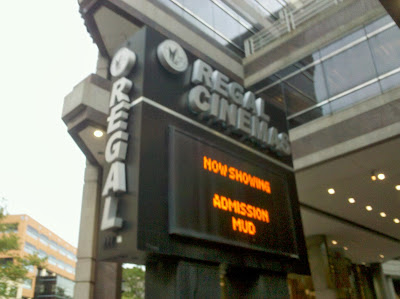 REGAL
REGAL
CINEMAS
NOW SHOWING
ADMISSION
MUD